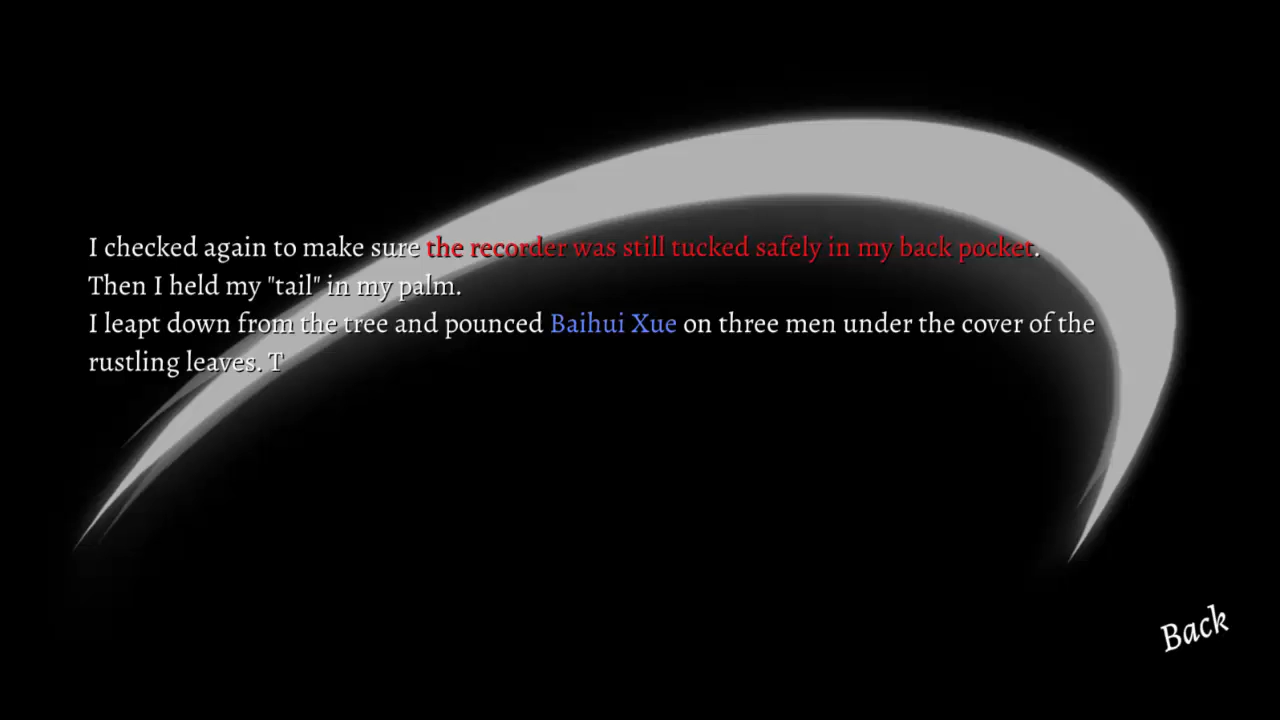 I checked again to make sure the recorder was still tucked safely in my back pocket.
Then I held my "tail" in my palm.
I leapt down from the tree and pounced Baihui Xue on three men under the cover of the
rustling leaves. T
Back